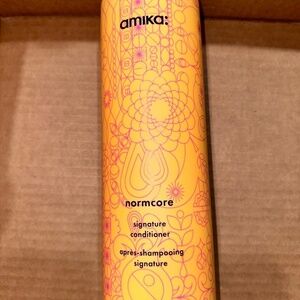 amika:
normcore
signature
conditioner
après-shampooing
signature